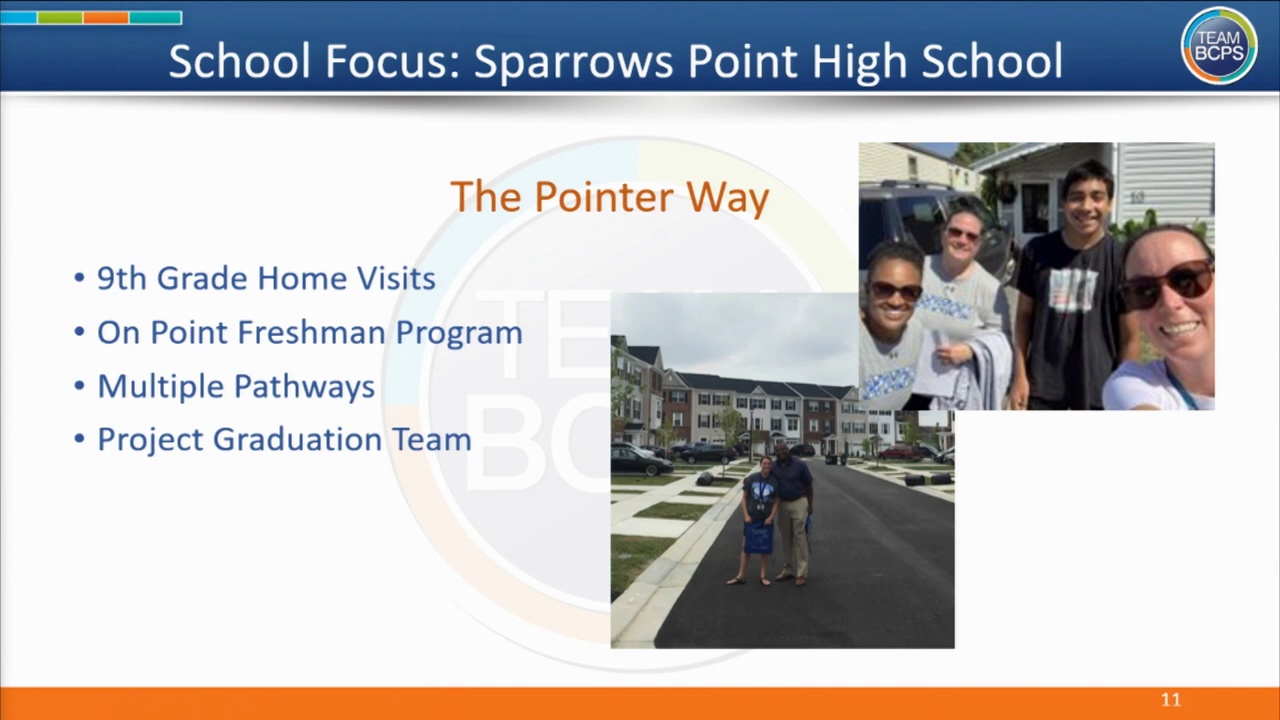 School Focus: Sparrows Point High School
TEAM
BCPS
The Pointer Way
• 9th Grade Home Visits
• On Point Freshman Program
• Multiple Pathways
• Project Graduation Team
11